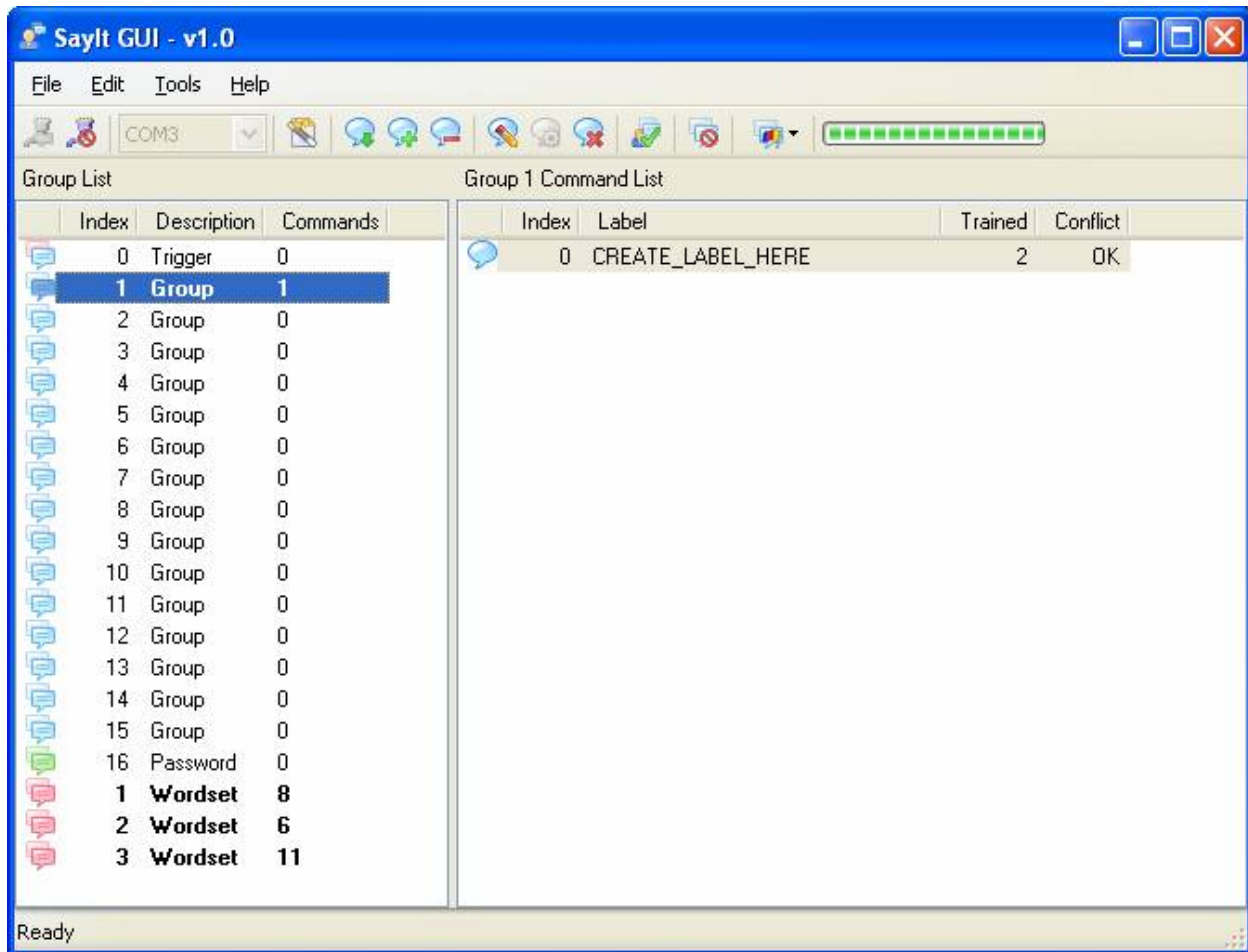 SayIt GUI - v1.0
File Edit Tools Help
COM3
Group List
Index Description Commands
0 Trigger 0
1 Group 1
2 Group 0
3 Group 0
4 Group 0
5 Group 0
6 Group 0
7 Group 0
8 Group 0
9 Group 0
10 Group 0
11 Group 0
12 Group 0
13 Group 0
14 Group 0
15 Group 0
16 Password 0
1 Wordset 8
2 Wordset 6
3 Wordset 11
Group 1 Command List
Index Label Trained Conflict
0 CREATE_LABEL_HERE 2 OK
Ready